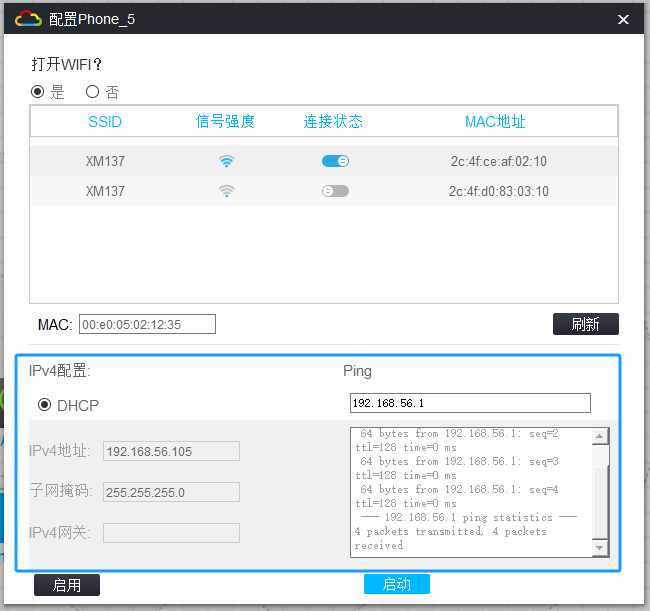 配置Phone_5
打开WIFI?
是 否
SSID 信号强度 连接状态 MAC地址
XM137 2c:4f:ce:af:02:10
XM137 2c:4f:d0:83:03:10
MAC: 00:e0:05:02:12:35 刷新
IPv4配置: Ping
DHCP 192.168.56.1
IPv4地址: 192.168.56.105
子网掩码: 255.255.255.0
IPv4网关:
64 bytes from 192.168.56.1: seq=2
ttl=128 time=0 ms
64 bytes from 192.168.56.1: seq=3
ttl=128 time=0 ms
64 bytes from 192.168.56.1: seq=4
ttl=128 time=0 ms
--- 192.168.56.1 ping statistics ---
4 packets transmitted, 4 packets
received
启用 启动